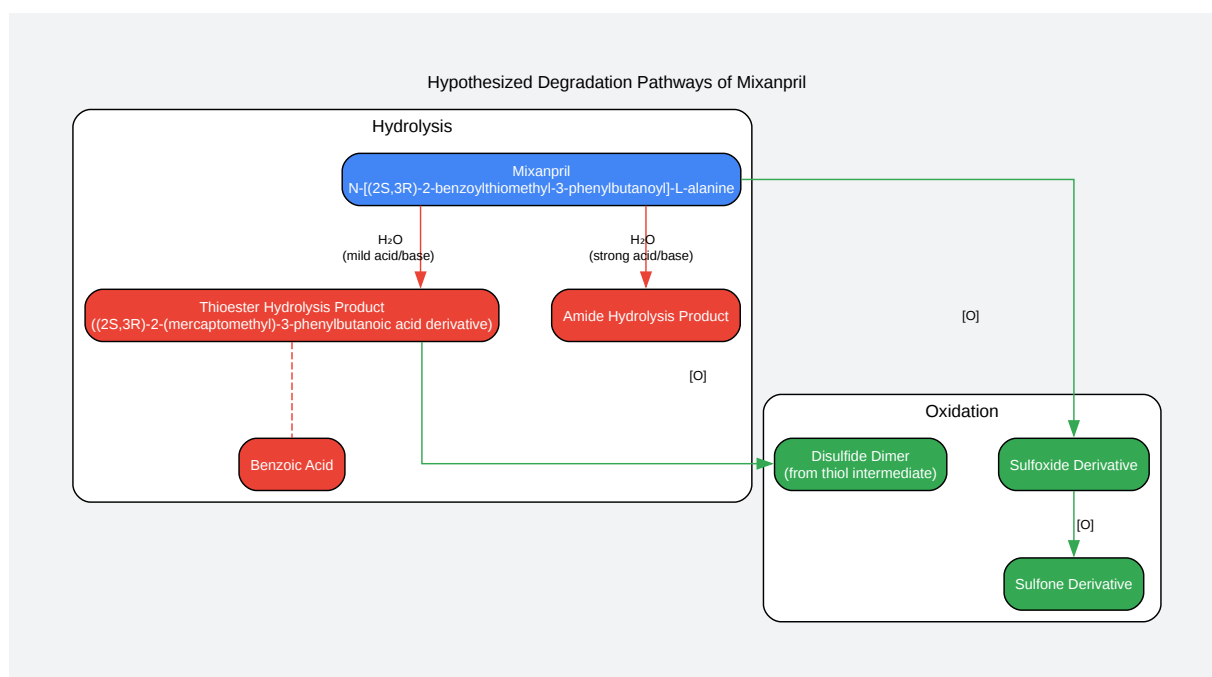 Hypothesized Degradation Pathways of Mixanpril
Hydrolysis
Mixanpril
N-[(2S,3R)-2-benzoylthiomethyl-3-phenylbutanoyl]-L-alanine
H₂O
(mild acid/base)
H₂O
(strong acid/base)
Thioester Hydrolysis Product
((2S,3R)-2-(mercaptomethyl)-3-phenylbutanoic acid derivative)
Amide Hydrolysis Product
[O]
[O]
Oxidation
Disulfide Dimer
(from thiol intermediate)
Sulfoxide Derivative
Benzoic Acid
[O]
Sulfone Derivative